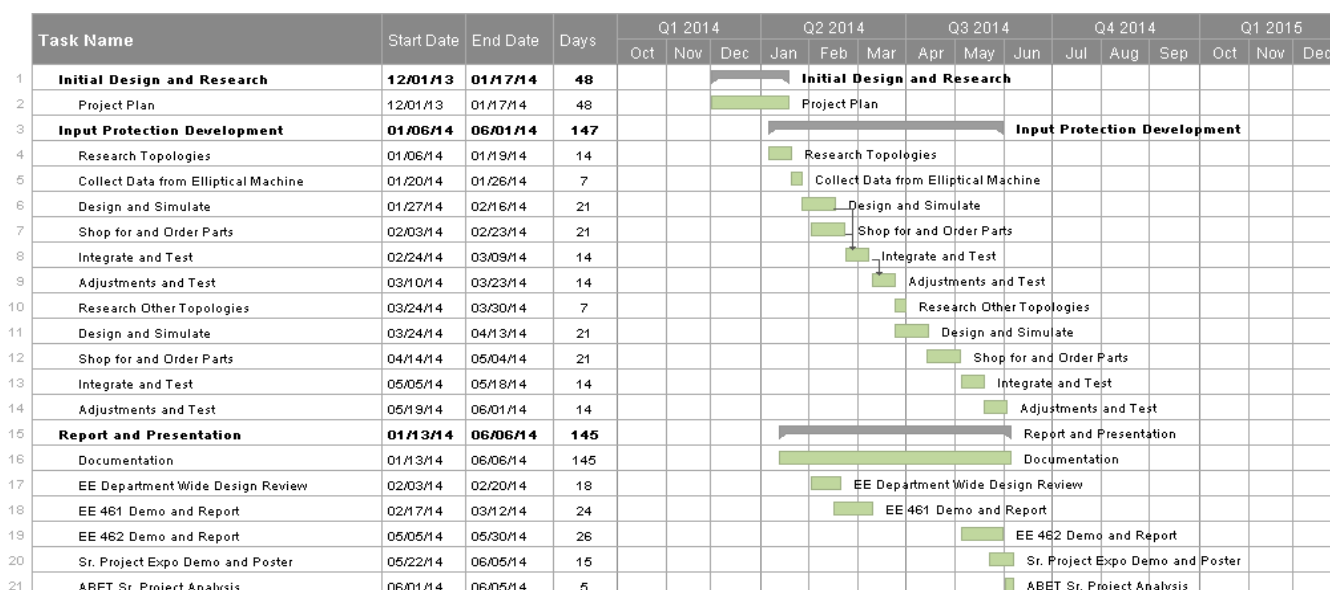 Task Name Start Date End Date Days Q1 2014 Q2 2014 Q3 2014 Q4 2014 Q1 2015
Oct Nov Dec Jan Feb Mar Apr May Jun Jul Aug Sep Oct Nov Dec
1 Initial Design and Research 12/01/13 01/17/14 48 Initial Design and Research
2 Project Plan 12/01/13 01/17/14 48 Project Plan
3 Input Protection Development 01/06/14 06/01/14 147 Input Protection Development
4 Research Topologies 01/06/14 01/19/14 14 Research Topologies
5 Collect Data from Elliptical Machine 01/20/14 01/26/14 7 Collect Data from Elliptical Machine
6 Design and Simulate 01/27/14 02/16/14 21 Design and Simulate
7 Shop for and Order Parts 02/03/14 02/23/14 21 Shop for and Order Parts
8 Integrate and Test 02/24/14 03/09/14 14 Integrate and Test
9 Adjustments and Test 03/10/14 03/23/14 14 Adjustments and Test
10 Research Other Topologies 03/24/14 03/30/14 7 Research Other Topologies
11 Design and Simulate 03/24/14 04/13/14 21 Design and Simulate
12 Shop for and Order Parts 04/14/14 05/04/14 21 Shop for and Order Parts
13 Integrate and Test 05/05/14 05/18/14 14 Integrate and Test
14 Adjustments and Test 05/19/14 06/01/14 14 Adjustments and Test
15 Report and Presentation 01/13/14 06/06/14 145 Report and Presentation
16 Documentation 01/13/14 06/06/14 145 Documentation
17 EE Department Wide Design Review 02/03/14 02/20/14 18 EE Department Wide Design Review
18 EE 461 Demo and Report 02/17/14 03/12/14 24 EE 461 Demo and Report
19 EE 462 Demo and Report 05/05/14 05/30/14 26 EE 462 Demo and Report
20 Sr. Project Expo Demo and Poster 05/22/14 06/05/14 15 Sr. Project Expo Demo and Poster
21 ABET Sr. Project Analysis 06/01/14 06/05/14 5 ABET Sr. Project Analysis